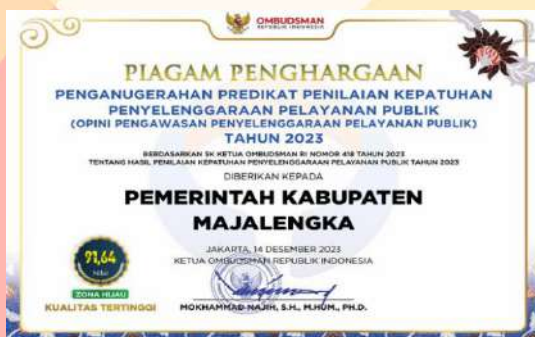 OMBUDSMAN
REPUBLIK INDONESIA
PIAGAM PENGHARGAAN
PENGANUGERAHAN PREDIKAT PENILAIAN KEPATUHAN
PENYELENGGARAAN PELAYANAN PUBLIK
(OPINI PENGAWASAN PENYELENGGARAAN PELAYANAN PUBLIK)
TAHUN 2023
BERDASARKAN SK KETUA OMBUDSMAN RI NOMOR 418 TAHUN 2023
TENTANG HASIL PENILAIAN KEPATUHAN PENYELENGGARAAN PELAYANAN PUBLIK TAHUN 2023
DIBERIKAN KEPADA
PEMERINTAH KABUPATEN
MAJALENGKA
JAKARTA, 14 DESEMBER 2023
KETUA OMBUDSMAN REPUBLIK INDONESIA
91,64
Nilai
ZONA HIJAU
KUALITAS TERTINGGI
MOKHAMMAD NAJIH, S.H., M.HUM., PH.D.